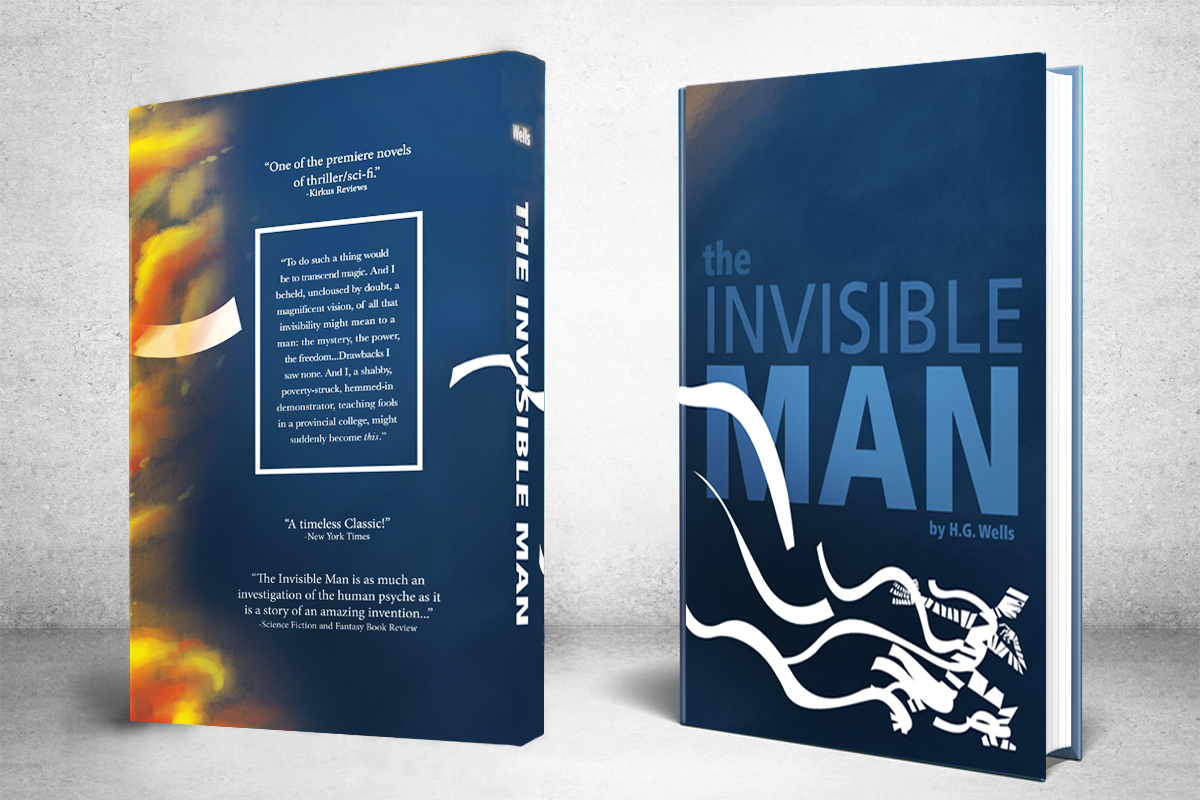 “One of the premiere novels
of thriller/sci-fi.”
-Kirkus Reviews
“To do such a thing would
be to transcend magic. And I
beheld, uncloused by doubt, a
magnificent vision, of all that
invisibility might mean to a
man: the mystery, the power,
the freedom...Drawbacks I
saw none. And I, a shabby,
poverty-struck, hemmed-in
demonstrator, teaching fools
in a provincial college, might
suddenly become this.”
“A timeless Classic!”
-New York Times
“The Invisible Man is as much an
investigation of the human psyche as it
is a story of an amazing invention...”
-Science Fiction and Fantasy Book Review
Wells
THE INVISIBLE MAN
the
INVISIBLE
MAN
by H.G. Wells